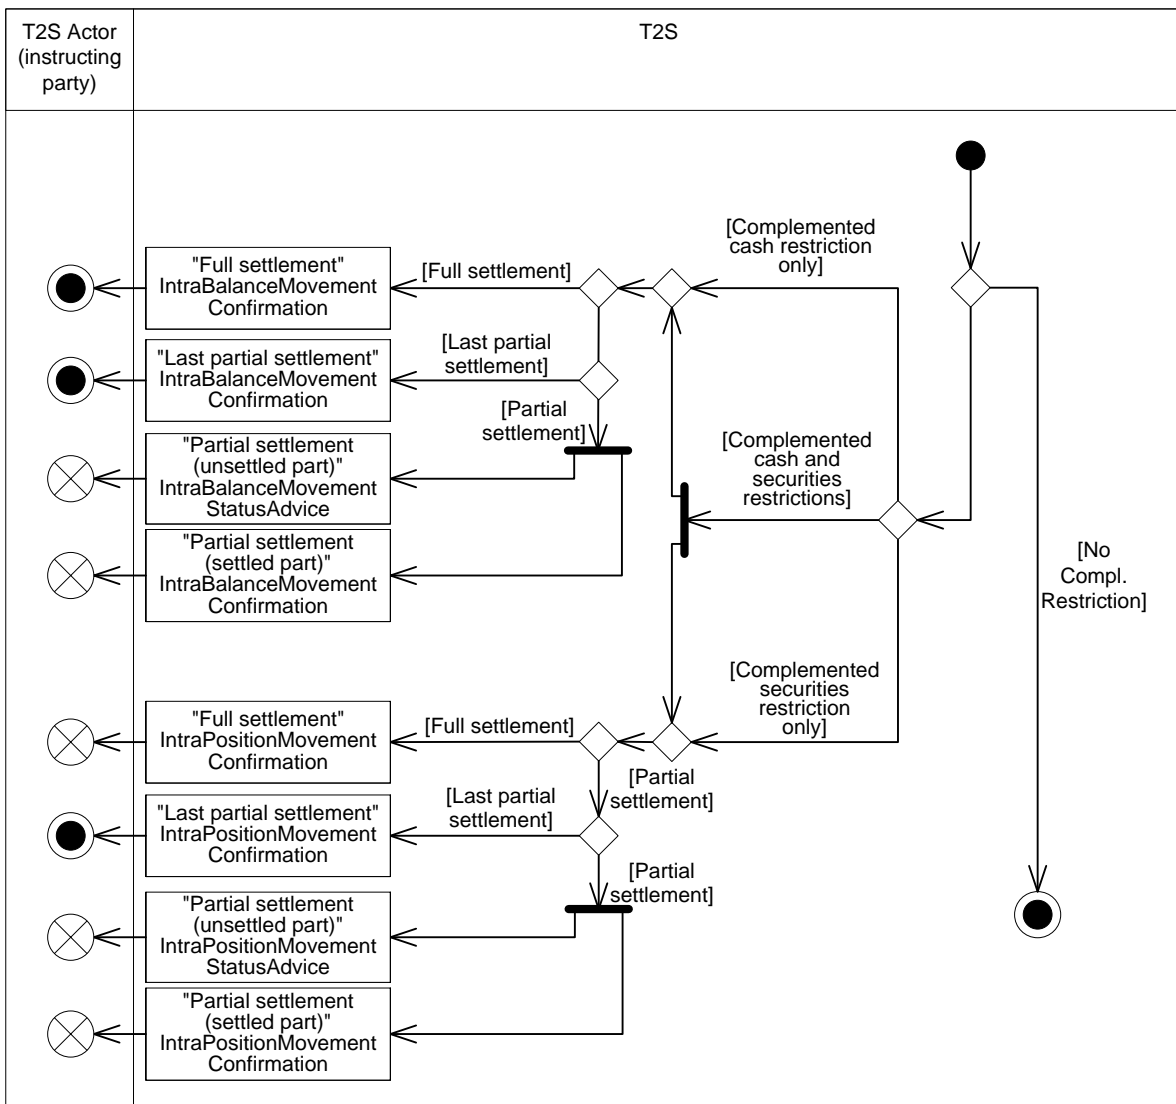 T2S Actor
(instructing
party)
T2S
[Complemented
cash restriction
only]
"Full settlement"
IntraBalanceMovement
Confirmation
[Full settlement]
"Last partial settlement"
IntraBalanceMovement
Confirmation
[Last partial
settlement]
[Partial
settlement]
"Partial settlement
(unsettled part)"
IntraBalanceMovement
StatusAdvice
[Complemented
cash and
securities
restrictions]
"Partial settlement
(settled part)"
IntraBalanceMovement
Confirmation
[No
Compl.
Restriction]
[Complemented
securities
restriction
only]
"Full settlement"
IntraPositionMovement
Confirmation
[Full settlement]
[Partial
settlement]
"Last partial settlement"
IntraPositionMovement
Confirmation
[Last partial
settlement]
[Partial
settlement]
"Partial settlement
(unsettled part)"
IntraPositionMovement
StatusAdvice
"Partial settlement
(settled part)"
IntraPositionMovement
Confirmation